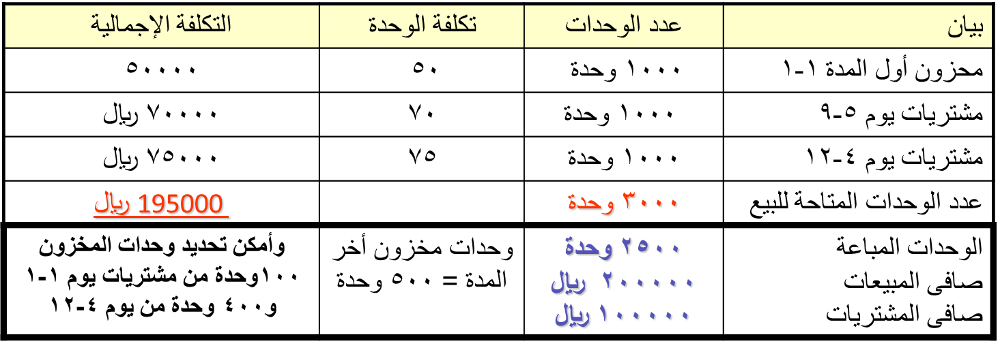 بيان عدد الوحدات تكلفة الوحدة التكلفة الإجمالية
محزون أول المدة ١-١ ١٠٠٠ وحدة ٥٠ ٥٠٠٠٠
مشتريات يوم ٥-٩ ١٠٠٠ وحدة ٧٠ ٧٠٠٠٠ ريال
مشتريات يوم ٤-١٢ ١٠٠٠ وحدة ٧٥ ٧٥٠٠٠ ريال
عدد الوحدات المتاحة للبيع ٣٠٠٠ وحدة 195000 ريال
الوحدات المباعة
صافى المبيعات
صافى المشتريات
٢٥٠٠ وحدة
٢٠٠٠٠٠ ريال
١٠٠٠٠٠ ريال
وحدات مخزون أخر
المدة = ٥٠٠ وحدة
وأمكن تحديد وحدات المخزون
١٠٠وحدة من مشتريات يوم ١-١
و٤٠٠ وحدة من يوم ٤-١٢